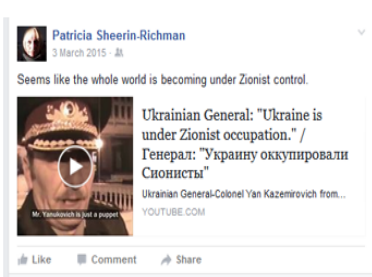 Patricia Sheerin-Richman
3 March 2015 ·
Seems like the whole world is becoming under Zionist control.
Ukrainian General: "Ukraine is
under Zionist occupation." /
Генерал: "Украину оккупировали
Сионисты"
Ukrainian General-Colonel Yan Kazemirovich from...
YOUTUBE.COM
Mr. Yanukovich is just a puppet
Like Comment Share